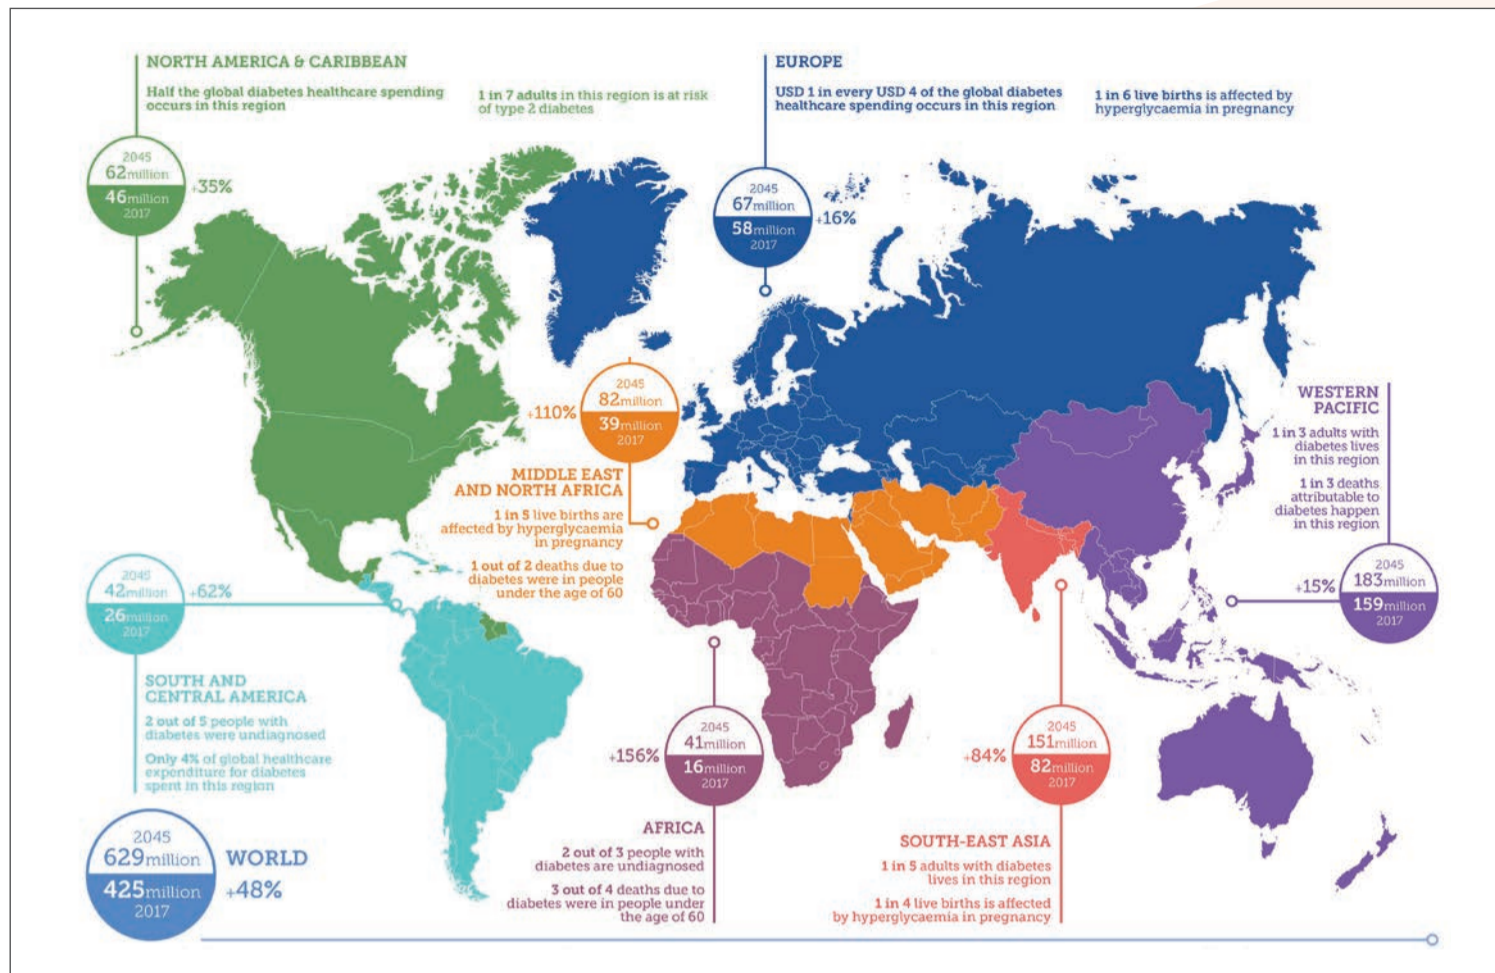 NORTH AMERICA & CARIBBEAN
Half the global diabetes healthcare spending
occurs in this region
1 in 7 adults in this region is at risk
of type 2 diabetes
2045
62million
46million
2017
+35%
EUROPE
USD 1 in every USD 4 of the global diabetes
healthcare spending occurs in this region
1 in 6 live births is affected by
hyperglycaemia in pregnancy
2045
67million
58million
2017
+16%
2045
82million
39million
2017
+110%
MIDDLE EAST
AND NORTH AFRICA
1 in 5 live births are
affected by hyperglycaemia
in pregnancy
1 out of 2 deaths due to
diabetes were in people
under the age of 60
WESTERN
PACIFIC
1 in 3 adults with
diabetes lives
in this region
1 in 3 deaths
attributable to
diabetes happen
in this region
2045
183million
159million
2017
+15%
2045
42million
26million
2017
+62%
SOUTH AND
CENTRAL AMERICA
2 out of 5 people with
diabetes were undiagnosed
Only 4% of global healthcare
expenditure for diabetes
spent in this region
2045
41million
16million
2017
+156%
AFRICA
2 out of 3 people with
diabetes are undiagnosed
3 out of 4 deaths due to
diabetes were in people under
the age of 60
2045
151million
82million
2017
+84%
SOUTH-EAST ASIA
1 in 5 adults with diabetes
lives in this region
1 in 4 live births is affected
by hyperglycaemia in pregnancy
2045
629million
425million
2017
WORLD
+48%